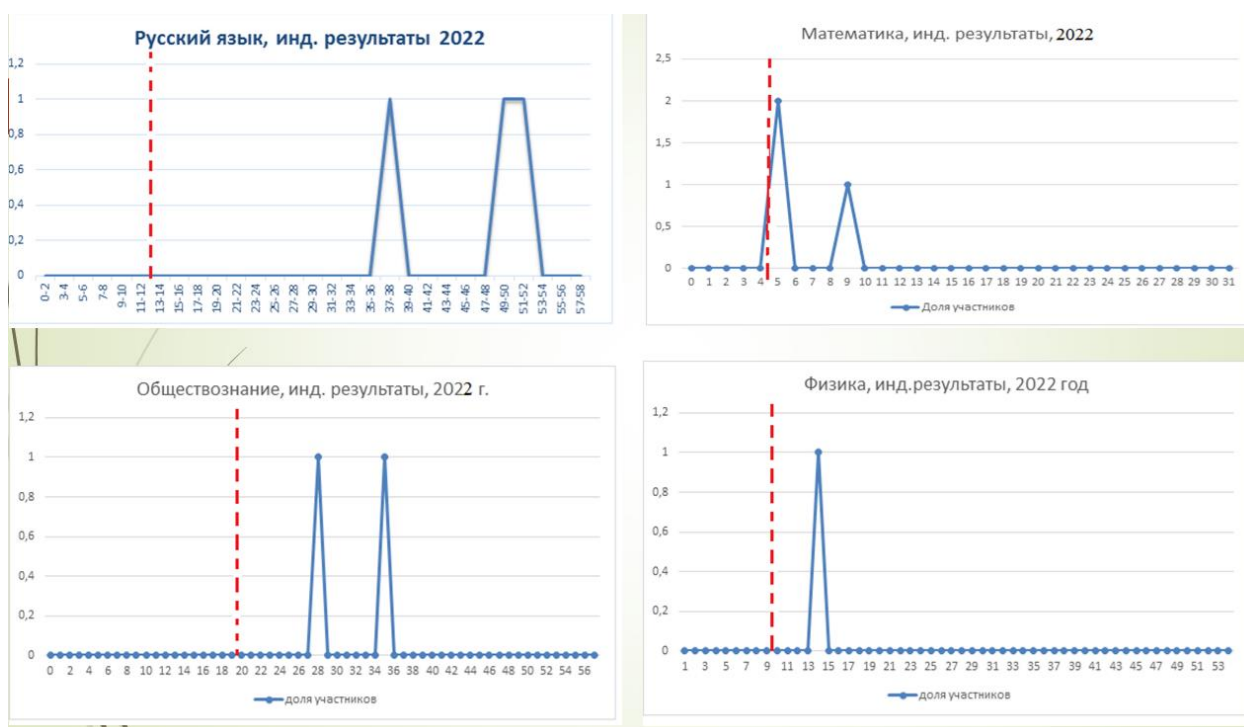 Русский язык, инд. результаты 2022
1,2
1
0,8
0,6
0,4
0,2
0
0-2 3-4 5-6 7-8 9-10 11-12 13-14 15-16 17-18 19-20 21-22 23-24 25-26 27-28 29-30 31-32 33-34 35-36 37-38 39-40 41-42 43-44 45-46 47-48 49-50 51-52 53-54 55-56 57-58
Математика, инд. результаты, 2022
2,5
2
1,5
1
0,5
0
0 1 2 3 4 5 6 7 8 9 10 11 12 13 14 15 16 17 18 19 20 21 22 23 24 25 26 27 28 29 30 31
Доля участников
Обществознание, инд. результаты, 2022 г.
1,2
1
0,8
0,6
0,4
0,2
0
0 2 4 6 8 10 12 14 16 18 20 22 24 26 28 30 32 34 36 38 40 42 44 46 48 50 52 54 56
доля участников
Физика, инд.результаты, 2022 год
1,2
1
0,8
0,6
0,4
0,2
0
1 3 5 7 9 11 13 15 17 19 21 23 25 27 29 31 33 35 37 39 41 43 45 47 49 51 53
доля участников